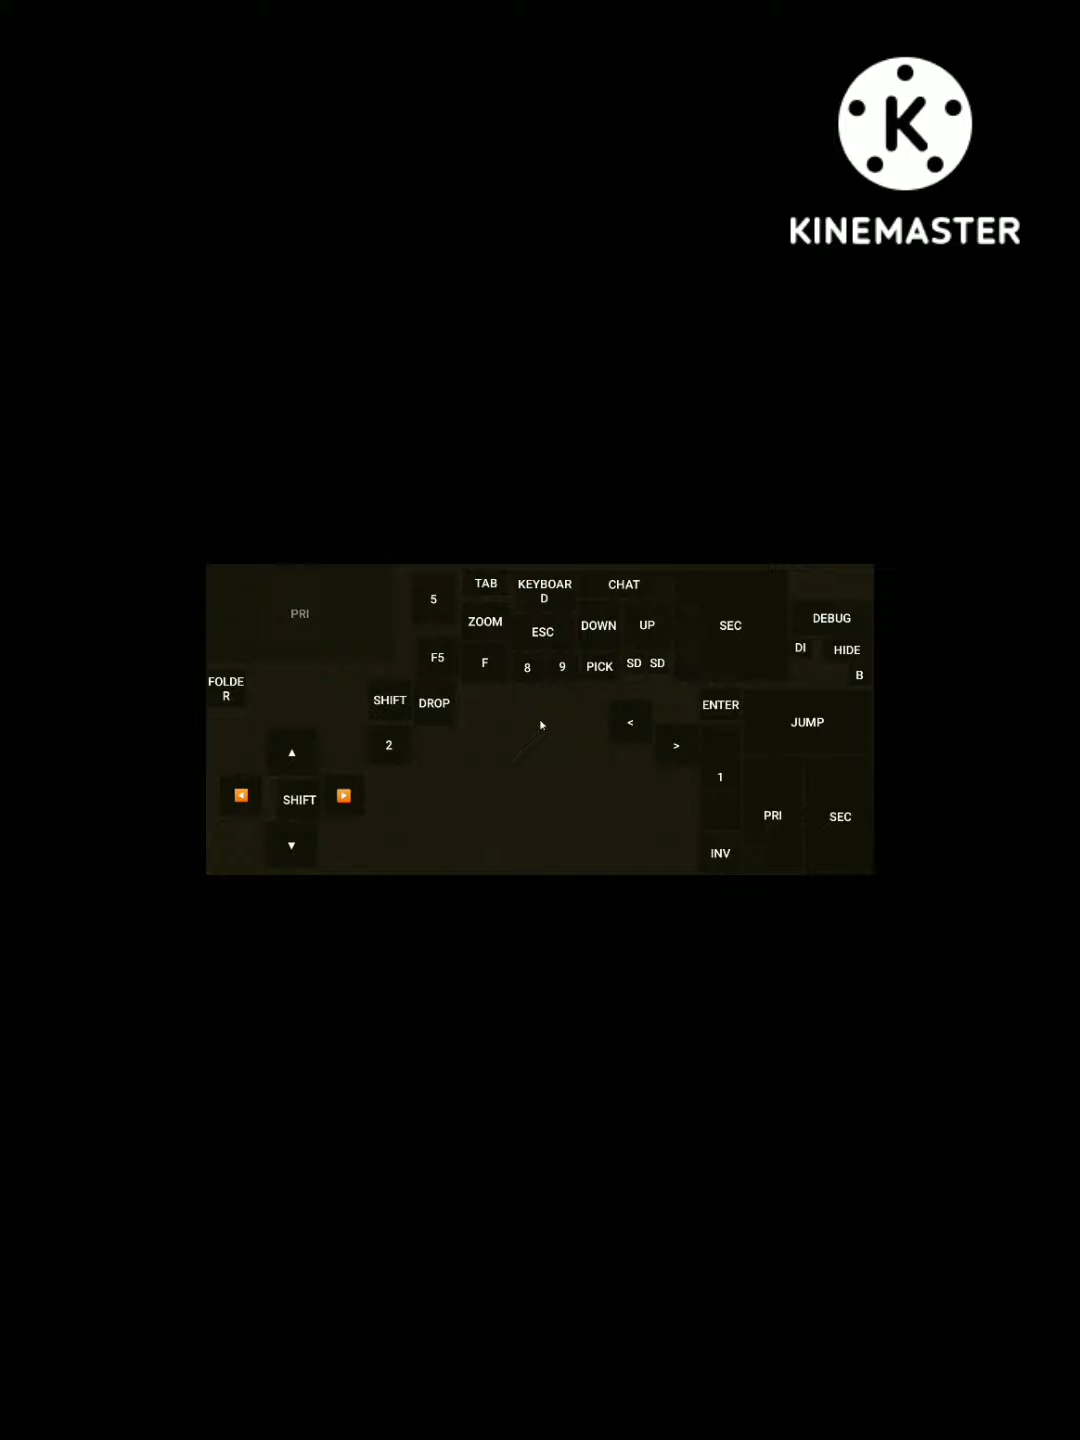 K
KINEMASTER
TAB
KEYBOAR
D
CHAT
5
PRI
ZOOM
ESC
DOWN
UP
SEC
DEBUG
F5
F
8
9
PICK
SD
SD
DI
HIDE
B
FOLDE
R
SHIFT
DROP
ENTER
<
JUMP
2
>
▲
1
◀
SHIFT
▶
PRI
SEC
▼
INV